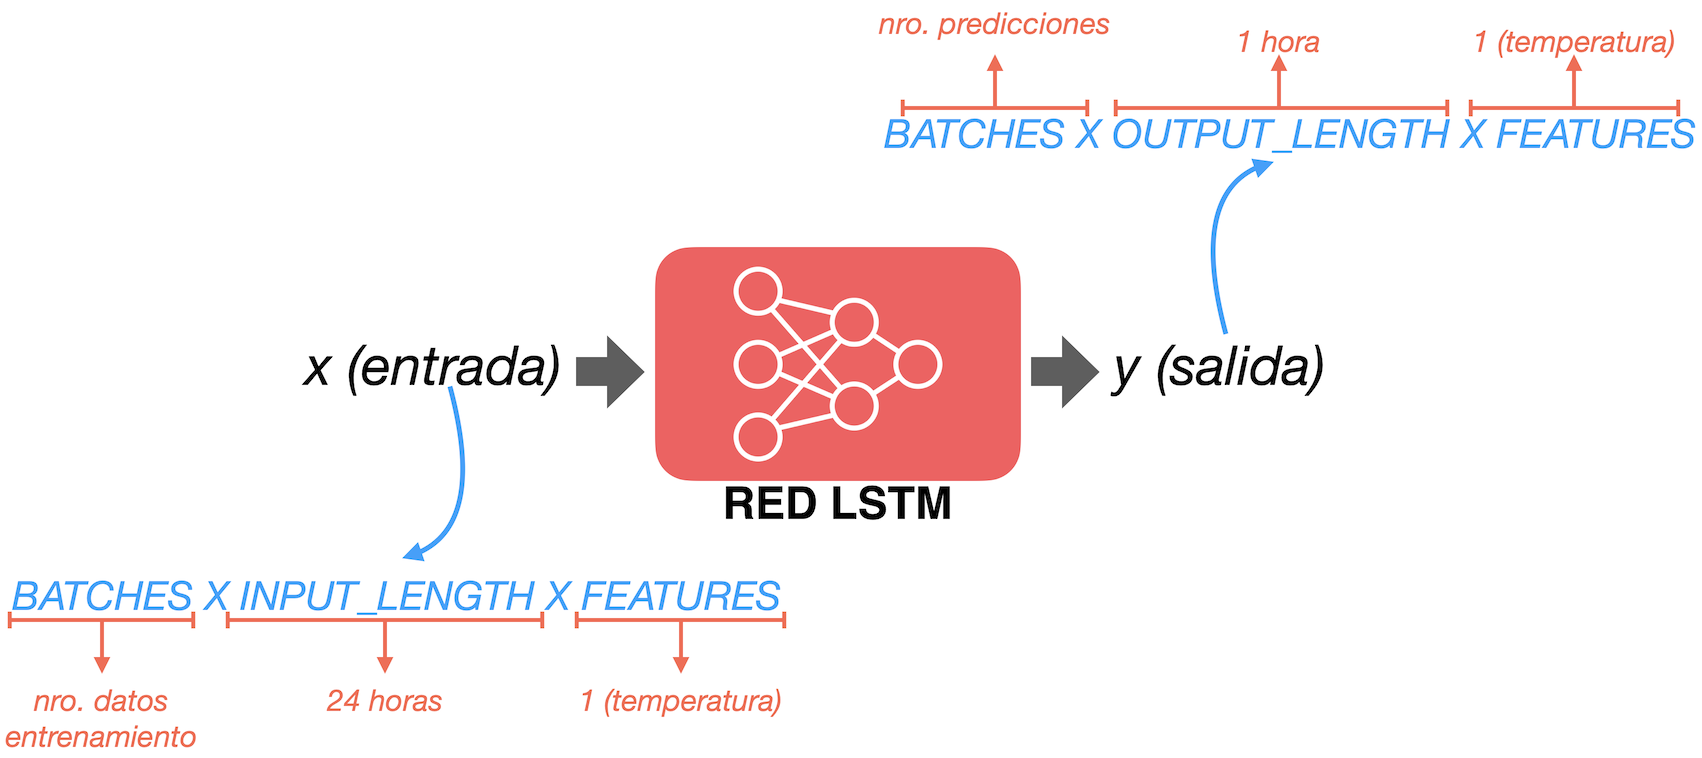 nro. predicciones
1 hora
1 (temperatura)
BATCHES X OUTPUT_LENGTH X FEATURES
x (entrada)
y (salida)
RED LSTM
BATCHES X INPUT_LENGTH X FEATURES
nro. datos
entrenamiento
24 horas
1 (temperatura)